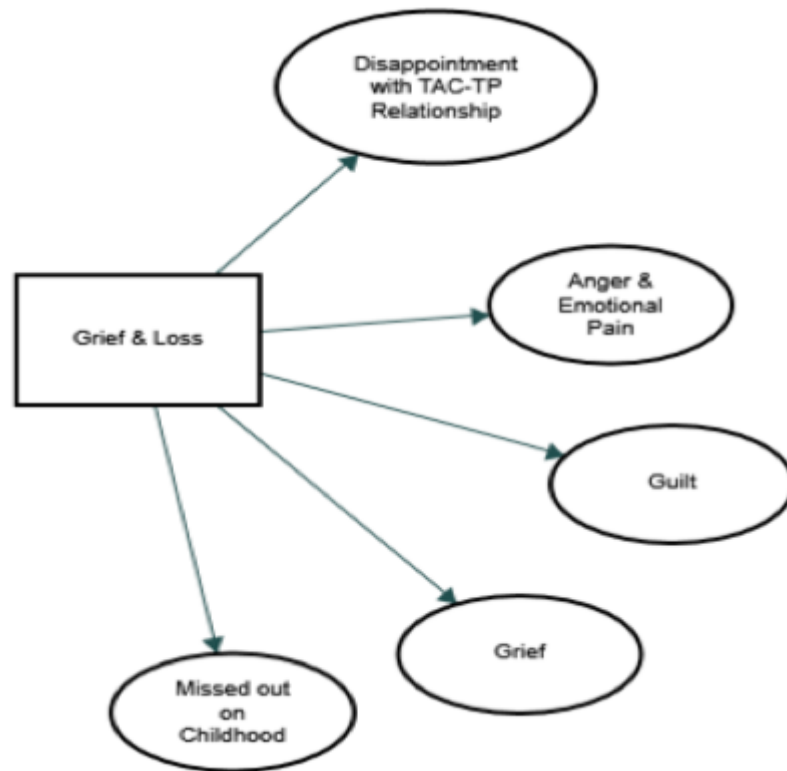 Disappointment
with TAC-TP
Relationship
Anger &
Emotional
Pain
Grief & Loss
Guilt
Grief
Missed out
on
Childhood